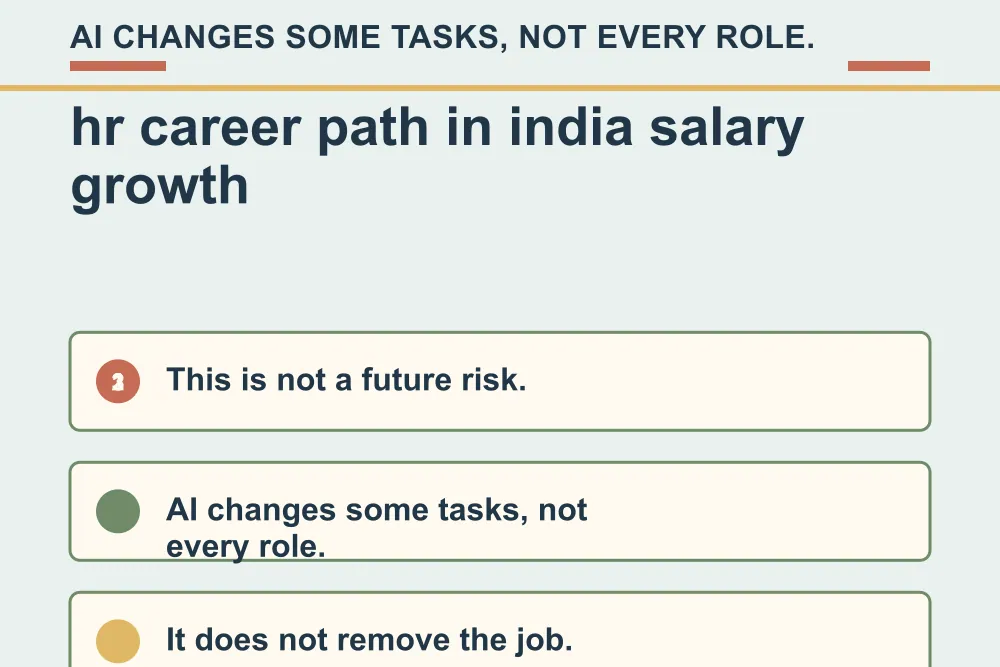 AI CHANGES SOME TASKS, NOT EVERY ROLE.
hr career path in india salary
growth
This is not a future risk.
AI changes some tasks, not
every role.
It does not remove the job.